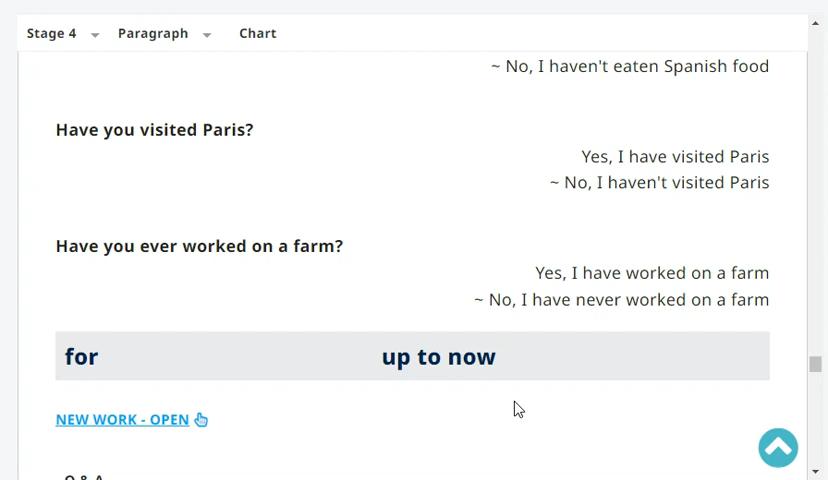 Stage 4 Paragraph Chart
~ No, I haven't eaten Spanish food
Have you visited Paris?
Yes, I have visited Paris
~ No, I haven't visited Paris
Have you ever worked on a farm?
Yes, I have worked on a farm
~ No, I have never worked on a farm
for up to now
NEW WORK - OPEN
Q & A